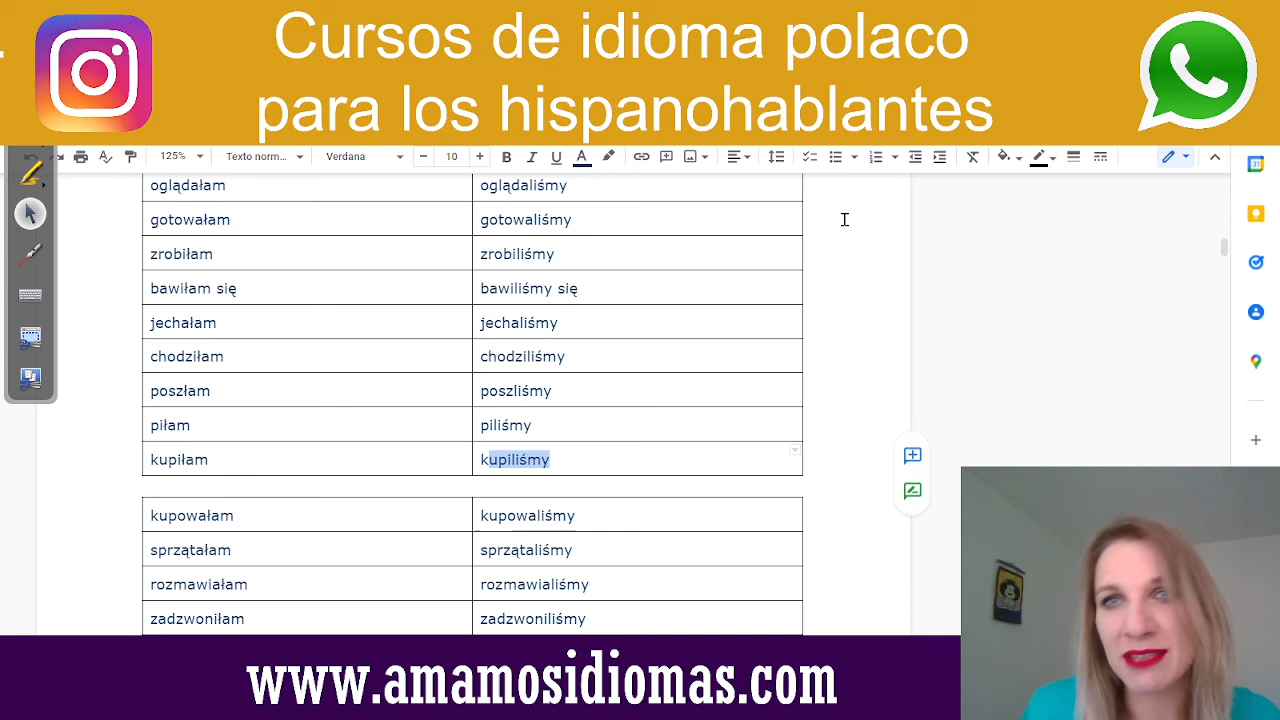 Cursos de idioma polaco
para los hispanohablantes
125%
Texto norm...
Verdana
10
B
I
U
A
oglądałam oglądaliśmy
gotowałam gotowaliśmy
zrobiłam zrobiliśmy
bawiłam się bawiliśmy się
jechałam jechaliśmy
chodziłam chodziliśmy
poszłam poszliśmy
piłam piliśmy
kupiłam kupiliśmy
kupowałam kupowaliśmy
sprzątałam sprzątaliśmy
rozmawiałam rozmawialiśmy
zadzwoniłam zadzwoniliśmy
www.amamosidiomas.com